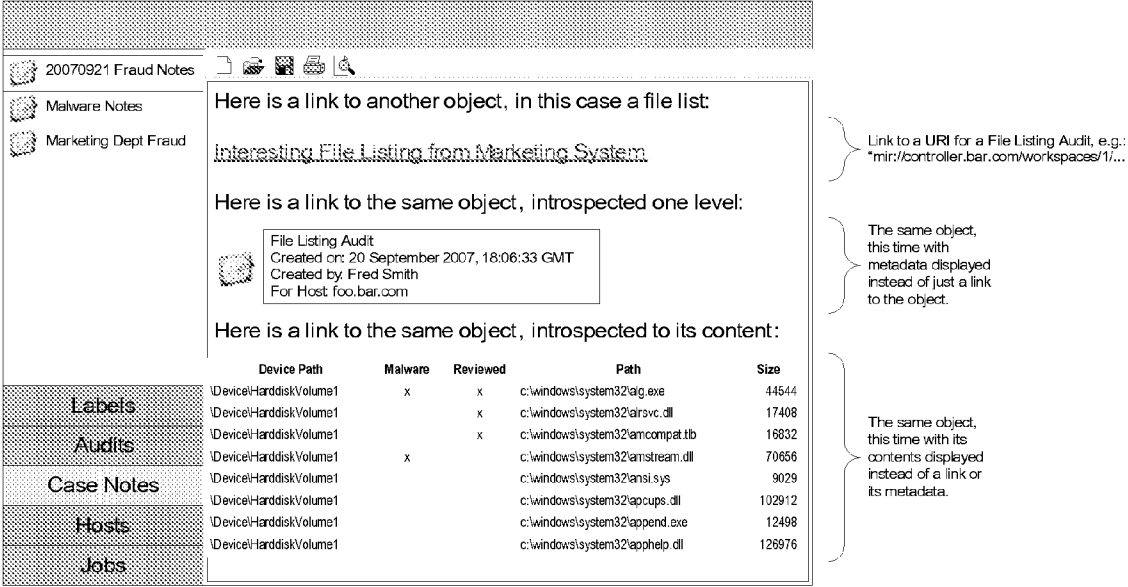 20070921 Fraud Notes
Malware Notes
Marketing Dept Fraud
Labels
Audits
Case Notes
Hosts
Jobs
Here is a link to another object, in this case a file list:
Interesting File Listing from Marketing System
Here is a link to the same object, introspected one level:
File Listing Audit
Created on: 20 September 2007, 18:06:33 GMT
Created by: Fred Smith
For Host: foo.bar.com
Here is a link to the same object, introspected to its content:
Device Path Malware Reviewed Path Size
\Device\HarddiskVolume1 x x c:\windows\system32\alg.exe 44544
\Device\HarddiskVolume1 x c:\windows\system32\alrsvc.dll 17408
\Device\HarddiskVolume1 x c:\windows\system32\amcompat.tlb 16832
\Device\HarddiskVolume1 x c:\windows\system32\amstream.dll 70656
\Device\HarddiskVolume1 c:\windows\system32\ansi.sys 9029
\Device\HarddiskVolume1 c:\windows\system32\apcups.dll 102912
\Device\HarddiskVolume1 c:\windows\system32\append.exe 12498
\Device\HarddiskVolume1 c:\windows\system32\apphelp.dll 126976
Link to a URI for a File Listing Audit, e.g.:
"mir://controller.bar.com/workspaces/1/...
The same object,
this time with
metadata displayed
instead of just a link
to the object.
The same object,
this time with its
contents displayed
instead of a link or
its metadata.